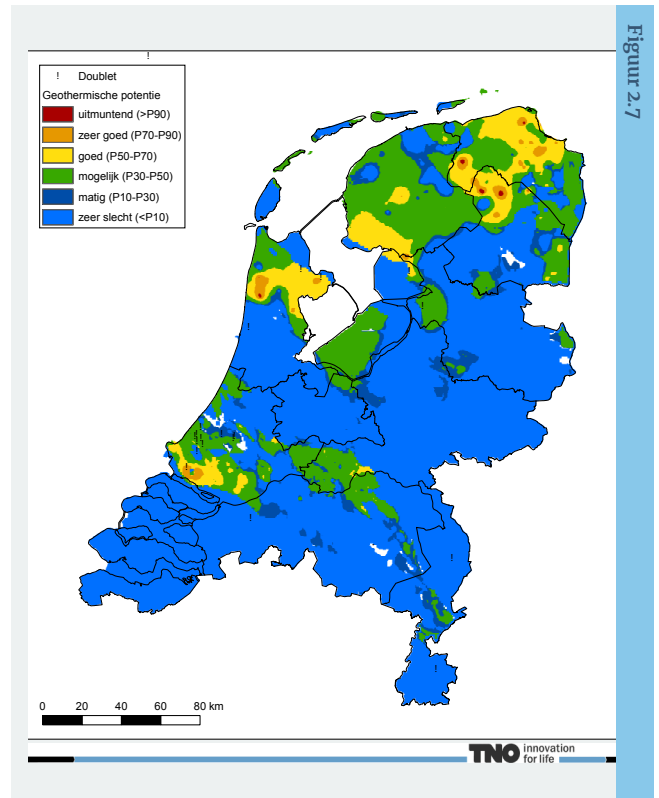 Figuur 2.7
! Doublet
Geothermische potentie
uitmuntend (>P90)
zeer goed (P70-P90)
goed (P50-P70)
mogelijk (P30-P50)
matig (P10-P30)
zeer slecht (<P10)
0 20 40 60 80 km
TNO innovation
for life